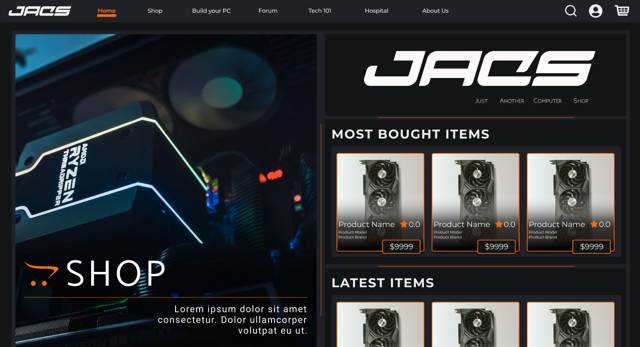 JACS
Home Shop Build your PC Forum Tech 101 Hospital About Us
AMD
RYZEN
THREADRIPPER
SHOP
Lorem ipsum dolor sit amet
consectetur. Dolor ullamcorper
volutpat eu ut.
JACS
Just Another Computer Shop
MOST BOUGHT ITEMS
Product Name 0.0
Product Model
Product Brand
$9999
Product Name 0.0
Product Model
Product Brand
$9999
Product Name 0.0
Product Model
Product Brand
$9999
LATEST ITEMS